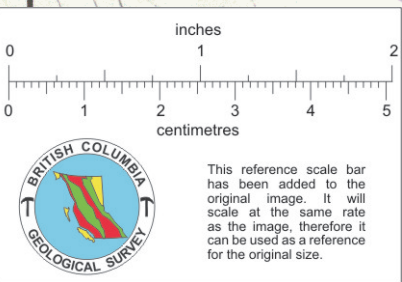 inches
0 1 2
0 1 2 3 4 5
centimetres
BRITISH COLUMBIA
GEOLOGICAL SURVEY
This reference scale bar
has been added to the
original image. It will
scale at the same rate
as the image, therefore it
can be used as a reference
for the original size.